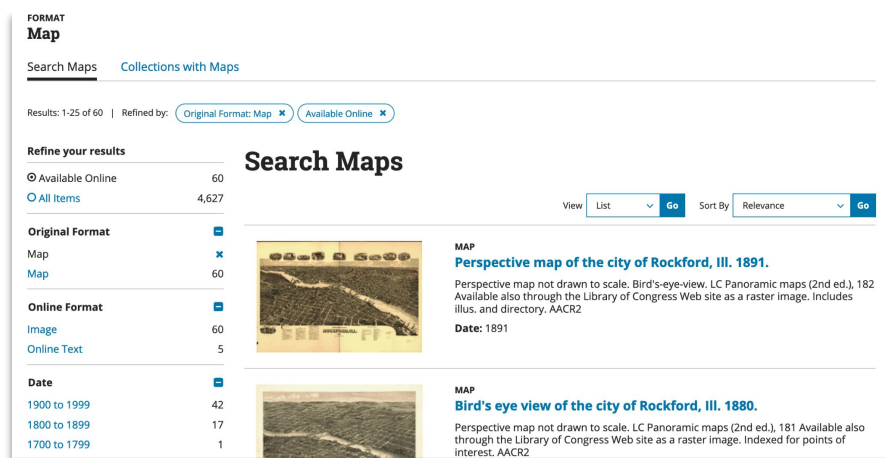 FORMAT
Map
Search Maps Collections with Maps
Results: 1-25 of 60 | Refined by: Original Format: Map × Available Online ×
Refine your results
Available Online 60
All Items 4,627
Original Format
Map ×
Map 60
Online Format
Image 60
Online Text 5
Date
1900 to 1999 42
1800 to 1899 17
1700 to 1799 1
Search Maps
View List Go Sort By Relevance Go
MAP
Perspective map of the city of Rockford, Ill. 1891.
Perspective map not drawn to scale. Bird's-eye-view. LC Panoramic maps (2nd ed.), 182
Available also through the Library of Congress Web site as a raster image. Includes
illus. and directory. AACR2
Date: 1891
MAP
Bird's eye view of the city of Rockford, Ill. 1880.
Perspective map not drawn to scale. LC Panoramic maps (2nd ed.), 181 Available also
through the Library of Congress Web site as a raster image. Indexed for points of
interest. AACR2